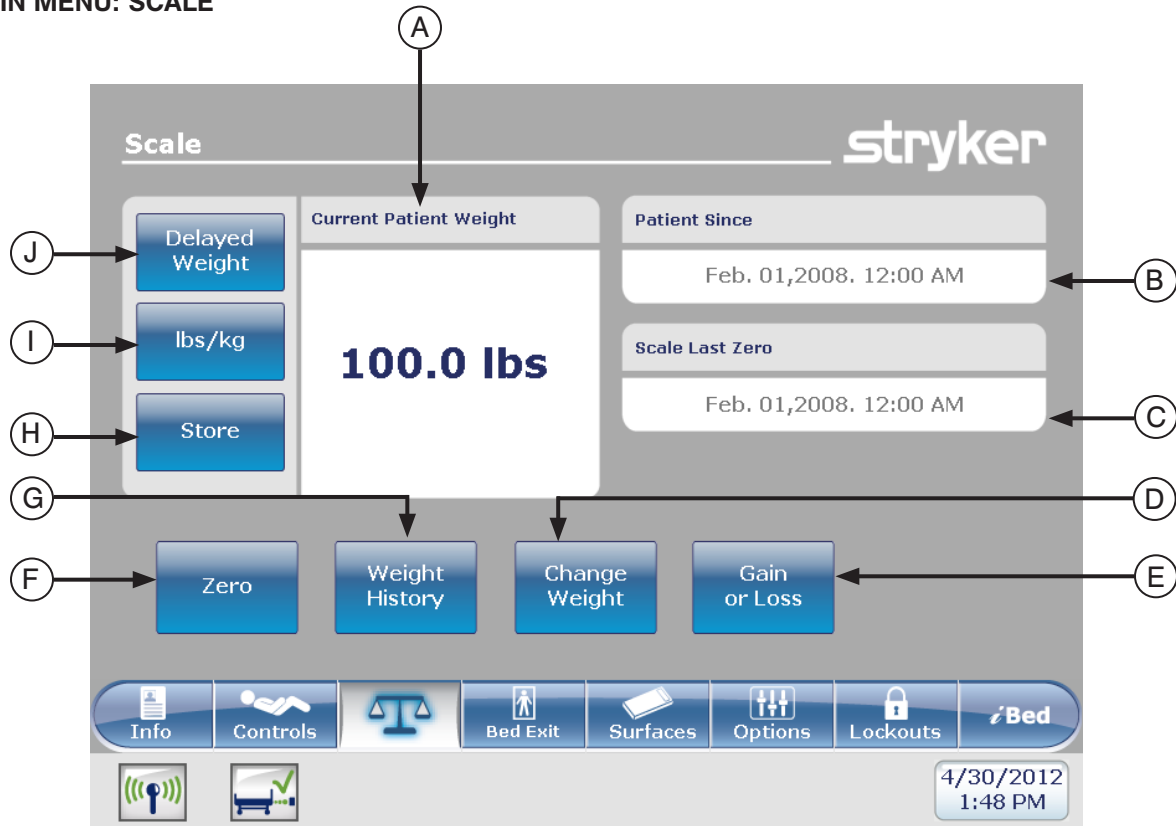 IN MENU: SCALE
A
Scale
stryker
J
Delayed
Weight
Current Patient Weight
Patient Since
Feb. 01,2008. 12:00 AM
B
I
lbs/kg
100.0 lbs
Scale Last Zero
Feb. 01,2008. 12:00 AM
C
H
Store
G
D
F
Zero
Weight
History
Change
Weight
Gain
or Loss
E
Info
Controls
Bed Exit
Surfaces
Options
Lockouts
iBed
4/30/2012
1:48 PM